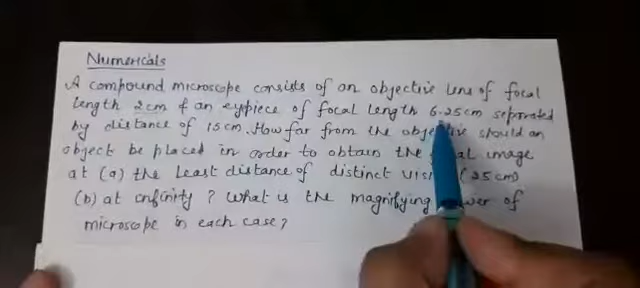 Numericals
A compound microscope consists of an objective lens of focal
length 2cm & an eypiece of focal length 6.25cm separated
by distance of 15cm. How far from the objective should an
object be placed in order to obtain the image
at (a) the least distance of distinct (25cm)
(b) at infinity? What is the magnifying of
microscope in each case?